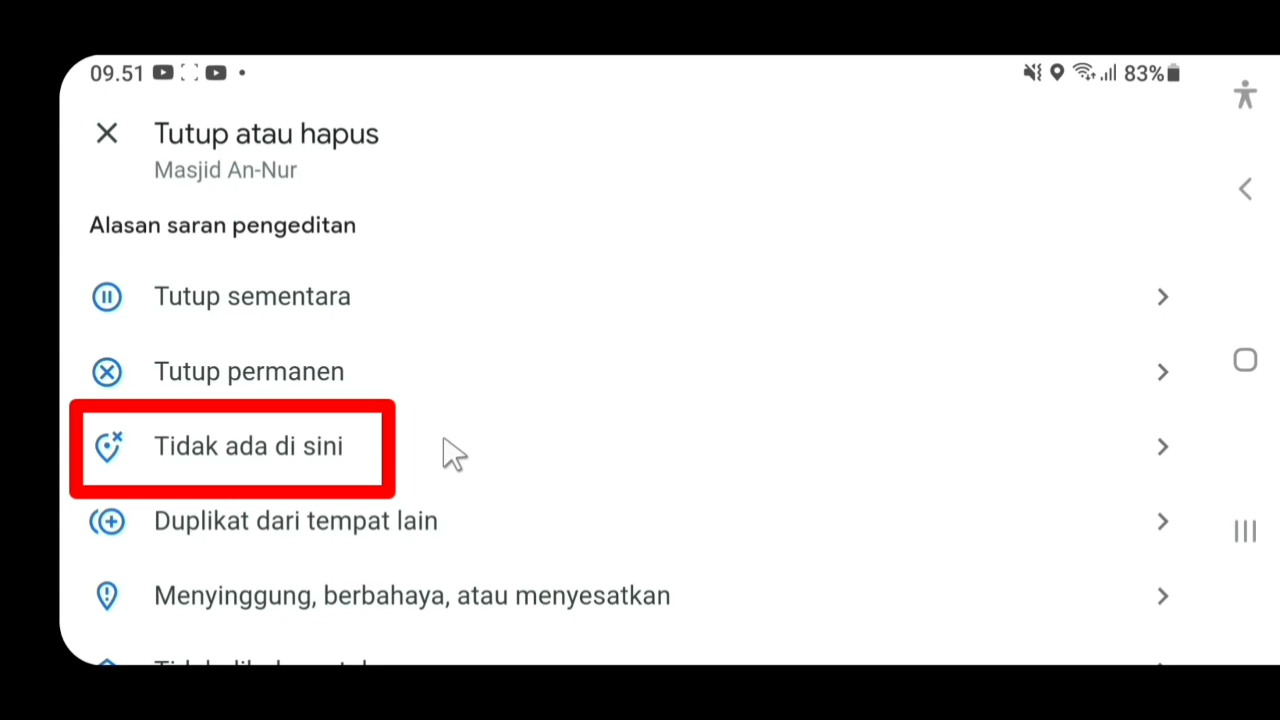 09.51
83%
Tutup atau hapus
Masjid An-Nur
Alasan saran pengeditan
Tutup sementara
Tutup permanen
Tidak ada di sini
Duplikat dari tempat lain
Menyinggung, berbahaya, atau menyesatkan